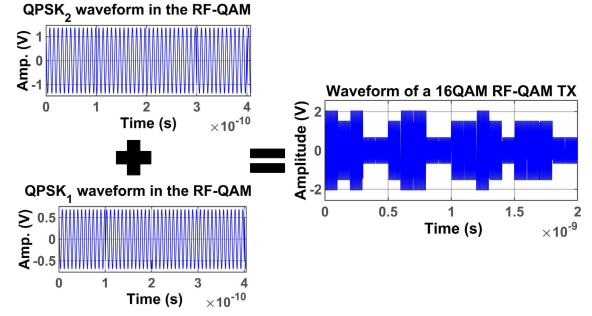 QPSK2 waveform in the RF-QAM
Amp. (V)
1
0
-1
0 1 2 3 4
Time (s) ×10-10
QPSK1 waveform in the RF-QAM
Amp. (V)
0.5
0
-0.5
0 1 2 3 4
Time (s) ×10-10
Waveform of a 16QAM RF-QAM TX
Amplitude (V)
2
0
-2
0 0.5 1 1.5 2
Time (s) ×10-9